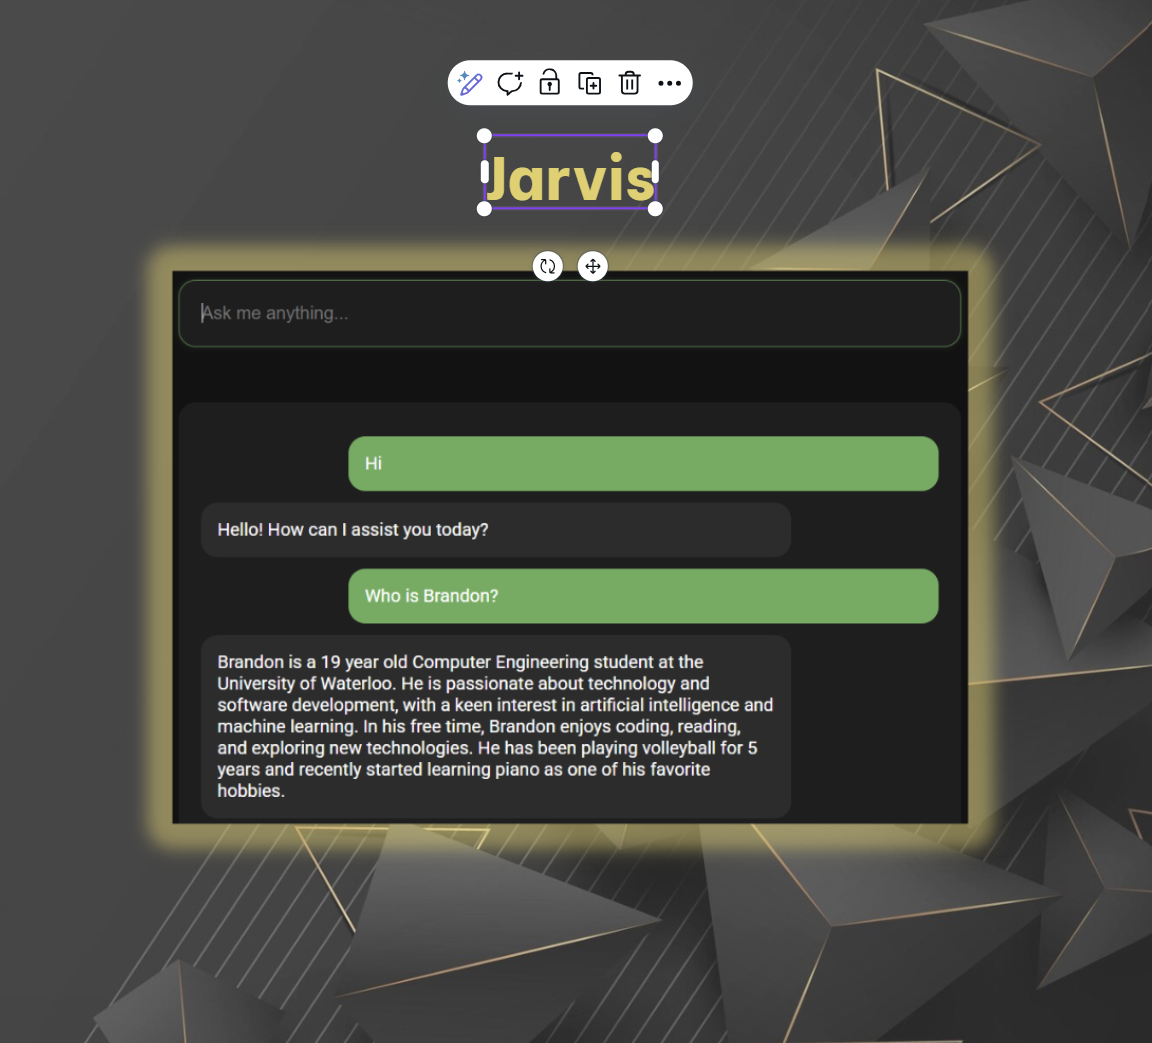 Jarvis
Ask me anything...
Hi
Hello! How can I assist you today?
Who is Brandon?
Brandon is a 19 year old Computer Engineering student at the
University of Waterloo. He is passionate about technology and
software development, with a keen interest in artificial intelligence and
machine learning. In his free time, Brandon enjoys coding, reading,
and exploring new technologies. He has been playing volleyball for 5
years and recently started learning piano as one of his favorite
hobbies.